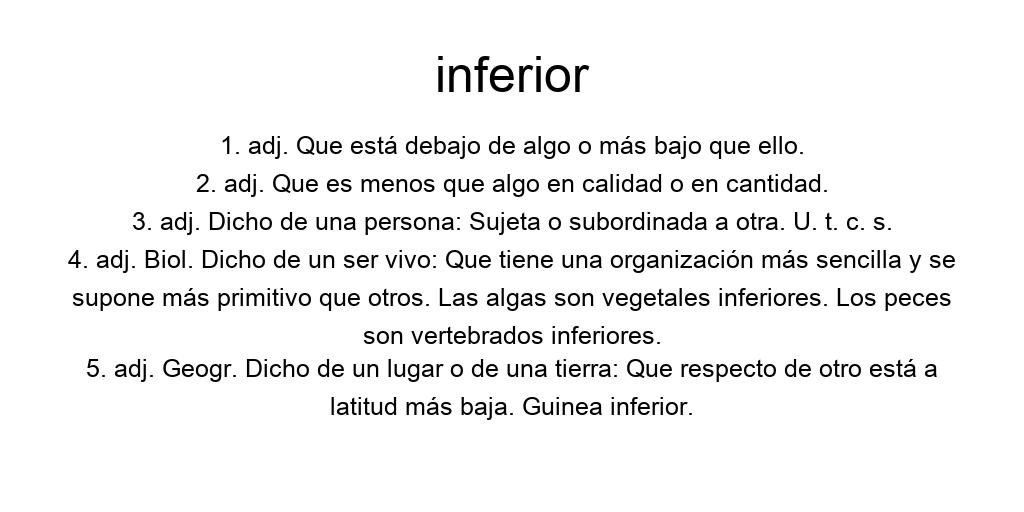 inferior
1. adj. Que está debajo de algo o más bajo que ello.
2. adj. Que es menos que algo en calidad o en cantidad.
3. adj. Dicho de una persona: Sujeta o subordinada a otra. U. t. c. s.
4. adj. Biol. Dicho de un ser vivo: Que tiene una organización más sencilla y se
supone más primitivo que otros. Las algas son vegetales inferiores. Los peces
son vertebrados inferiores.
5. adj. Geogr. Dicho de un lugar o de una tierra: Que respecto de otro está a
latitud más baja. Guinea inferior.